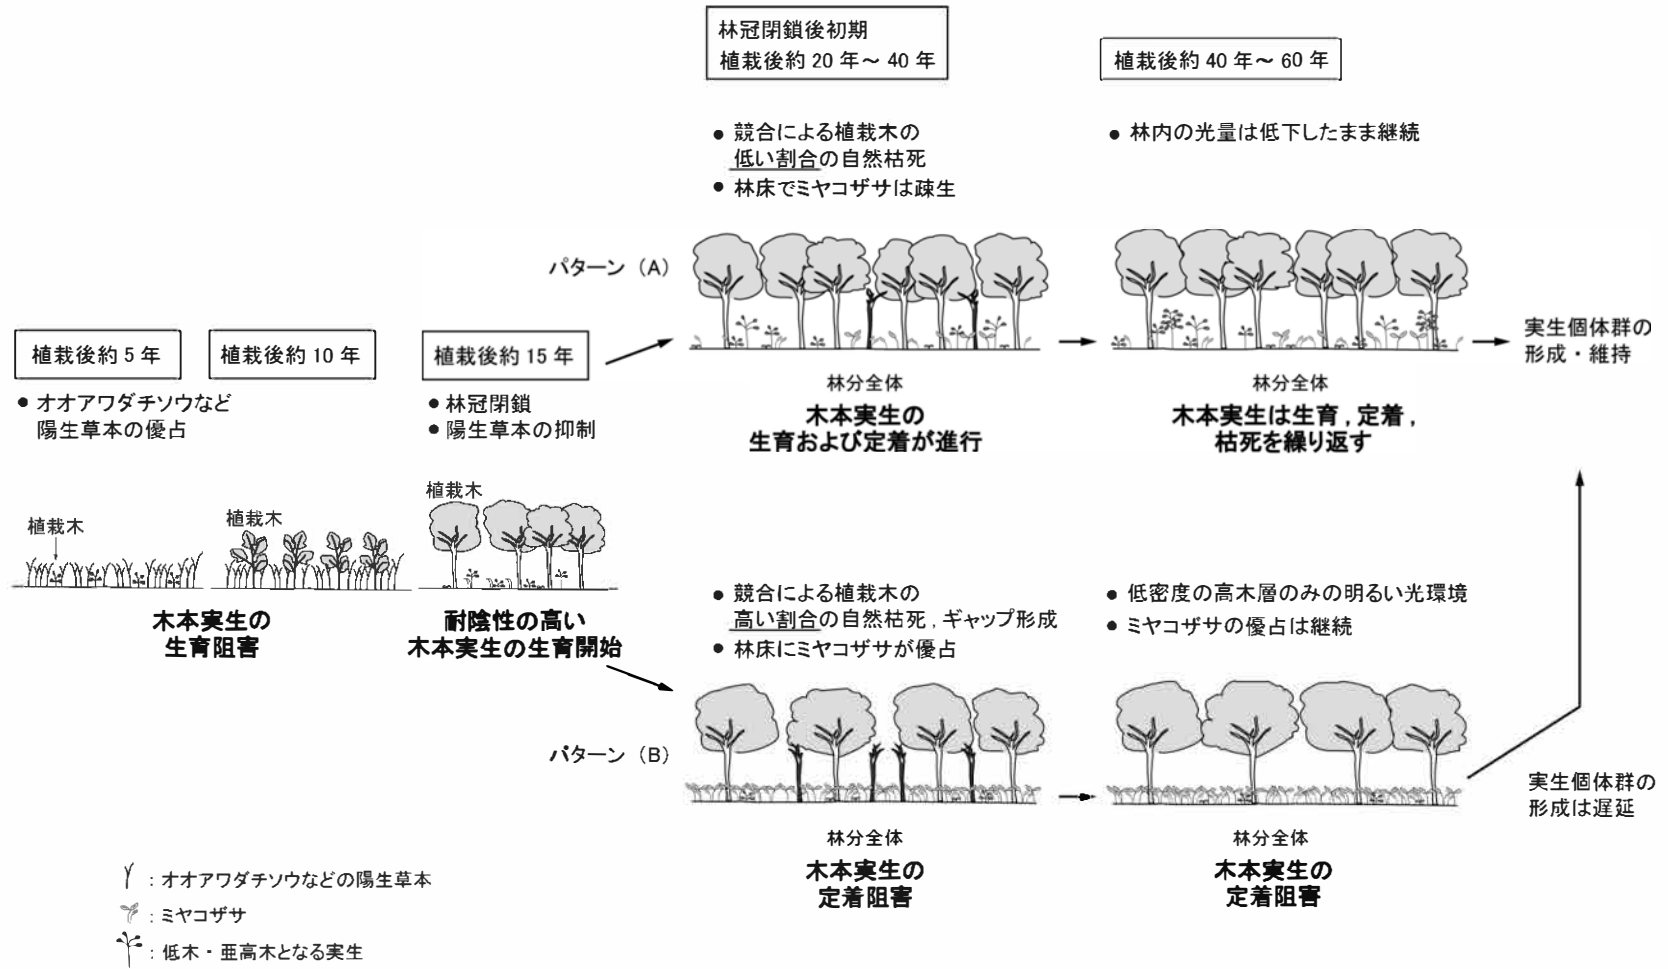 植栽後約 5 年
● オオアワダチソウなど
陽生草本の優占
植栽木
植栽後約 10 年
植栽木
木本実生の
生育阻害
植栽後約 15 年
● 林冠閉鎖
● 陽生草本の抑制
植栽木
耐陰性の高い
木本実生の生育開始
林冠閉鎖後初期
植栽後約 20 年～ 40 年
● 競合による植栽木の
低い割合の自然枯死
● 林床でミヤコザサは疎生
パターン（A）
林分全体
木本実生の
生育および定着が進行
植栽後約 40 年～ 60 年
● 林内の光量は低下したまま継続
林分全体
木本実生は生育，定着，
枯死を繰り返す
実生個体群の
形成・維持
● 競合による植栽木の
高い割合の自然枯死，ギャップ形成
● 林床にミヤコザサが優占
パターン（B）
林分全体
木本実生の
定着阻害
● 低密度の高木層のみの明るい光環境
● ミヤコザサの優占は継続
林分全体
木本実生の
定着阻害
実生個体群の
形成は遅延
：オオアワダチソウなどの陽生草本
：ミヤコザサ
：低木・亜高木となる実生